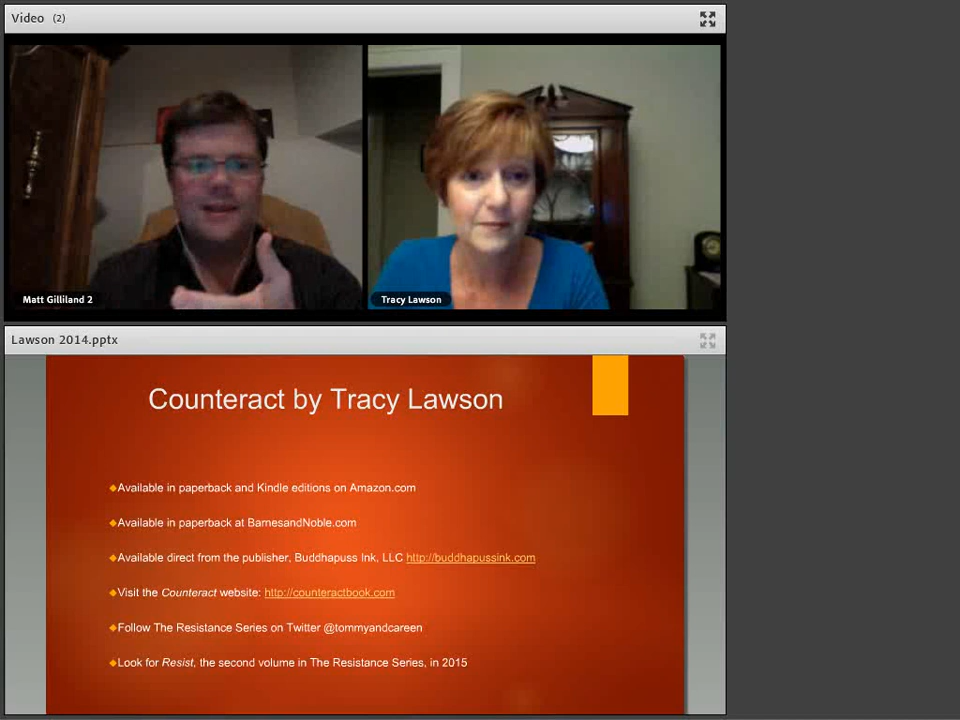 Video (2)
Matt Gilliland 2
Tracy Lawson
Lawson 2014.pptx
Counteract by Tracy Lawson
Available in paperback and Kindle editions on Amazon.com
Available in paperback at BarnesandNoble.com
Available direct from the publisher, Buddhapuss Ink, LLC http://buddhapussink.com
Visit the Counteract website: http://counteractbook.com
Follow The Resistance Series on Twitter @tommyandcareen
Look for Resist, the second volume in The Resistance Series, in 2015